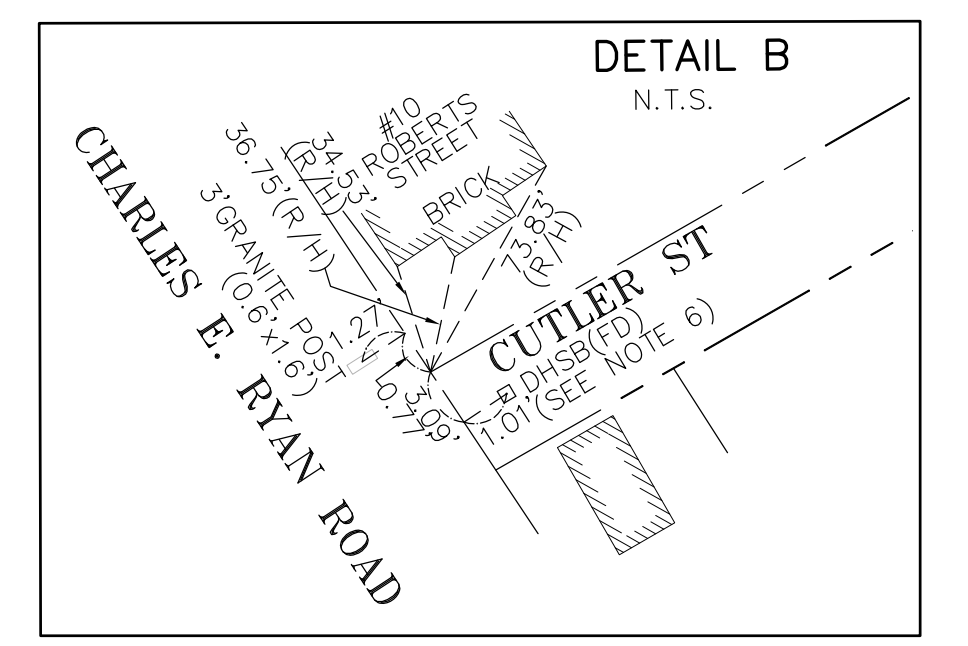 DETAIL B
N.T.S.
#10
ROBERTS
STREET
BRICK
34.53'
(R/H)
36.75'(R/H)
3'GRANITE POST
(0.6'x1.6')
1.27'
0.77'
3.09'
73.83'
(R/H)
CUTLER ST
DHSB(FD)
1.01'(SEE NOTE 6)
CHARLES E. RYAN ROAD